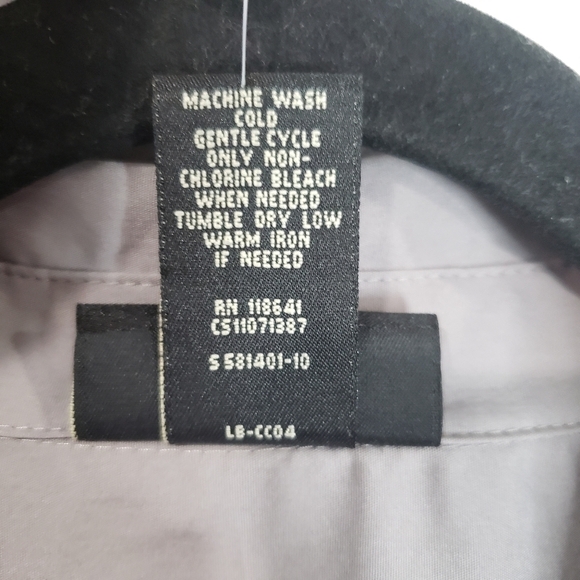 MACHINE WASH
COLD
GENTLE CYCLE
ONLY NON-
CHLORINE BLEACH
WHEN NEEDED
TUMBLE DRY LOW
WARM IRON
IF NEEDED
RN 118641
CS11071387
S 581401-10
LB-CC04